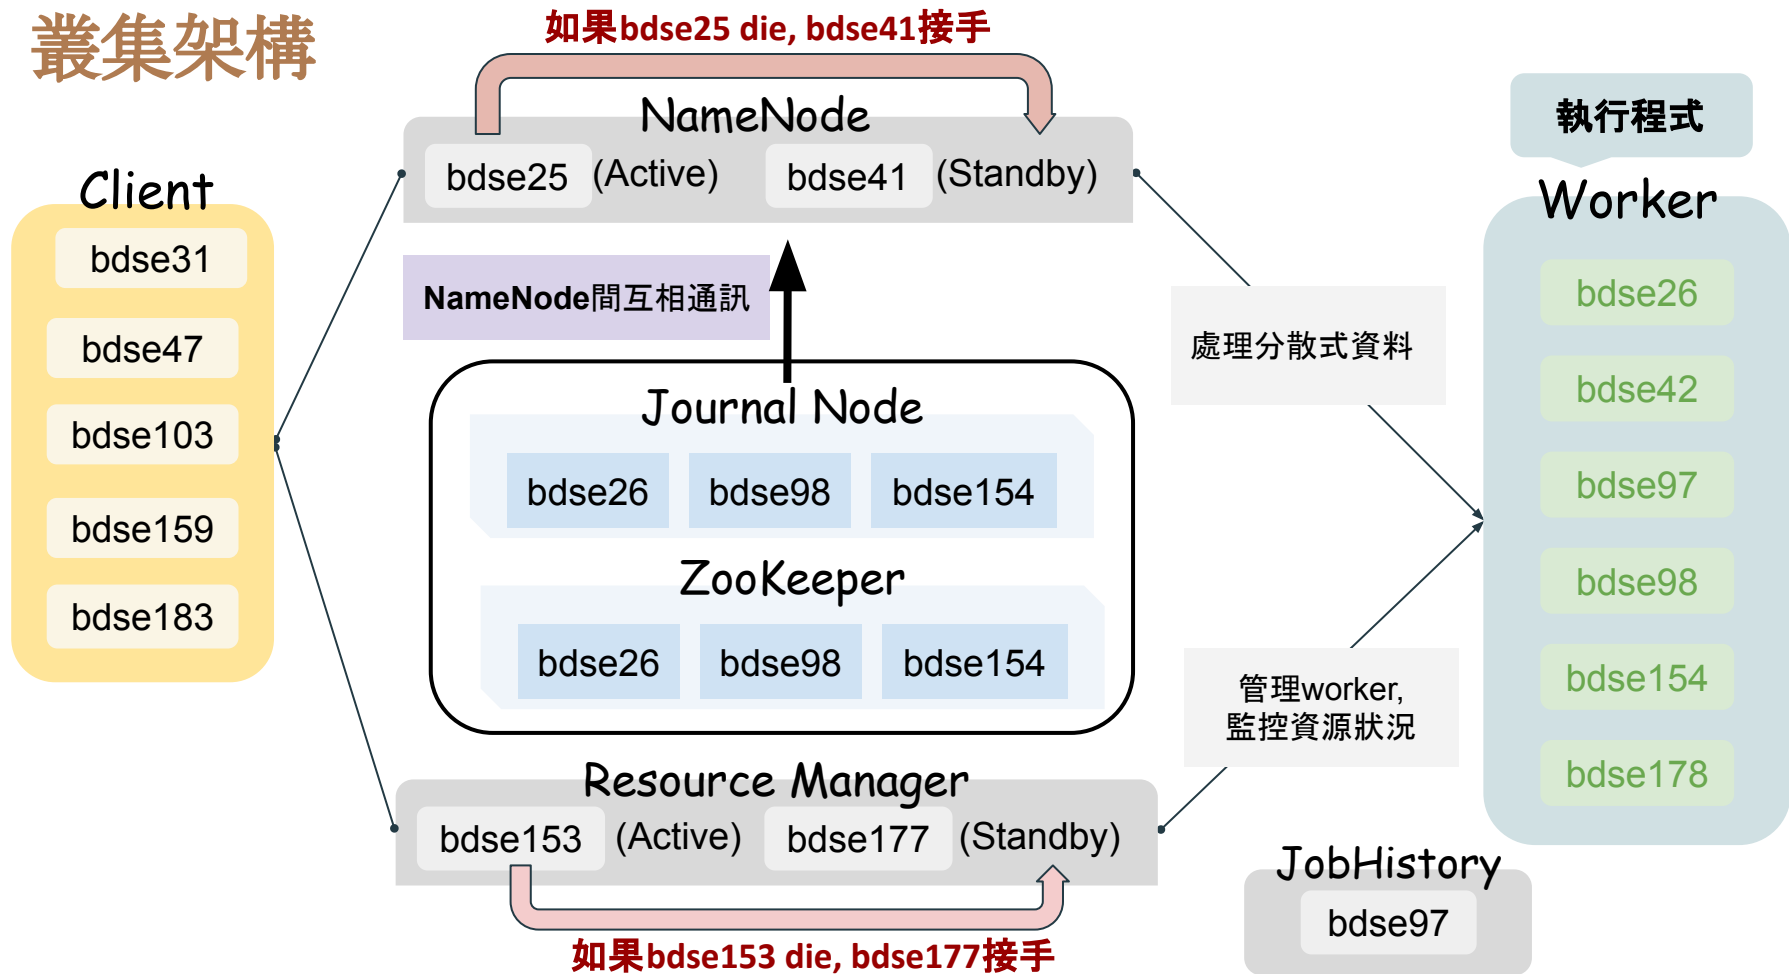 叢集架構
如果bdse25 die, bdse41接手
NameNode
bdse25 (Active) bdse41 (Standby)
Client
bdse31
bdse47
bdse103
bdse159
bdse183
NameNode間互相通訊
Journal Node
bdse26 bdse98 bdse154
ZooKeeper
bdse26 bdse98 bdse154
Resource Manager
bdse153 (Active) bdse177 (Standby)
如果bdse153 die, bdse177接手
處理分散式資料
管理worker,
監控資源狀況
執行程式
Worker
bdse26
bdse42
bdse97
bdse98
bdse154
bdse178
JobHistory
bdse97